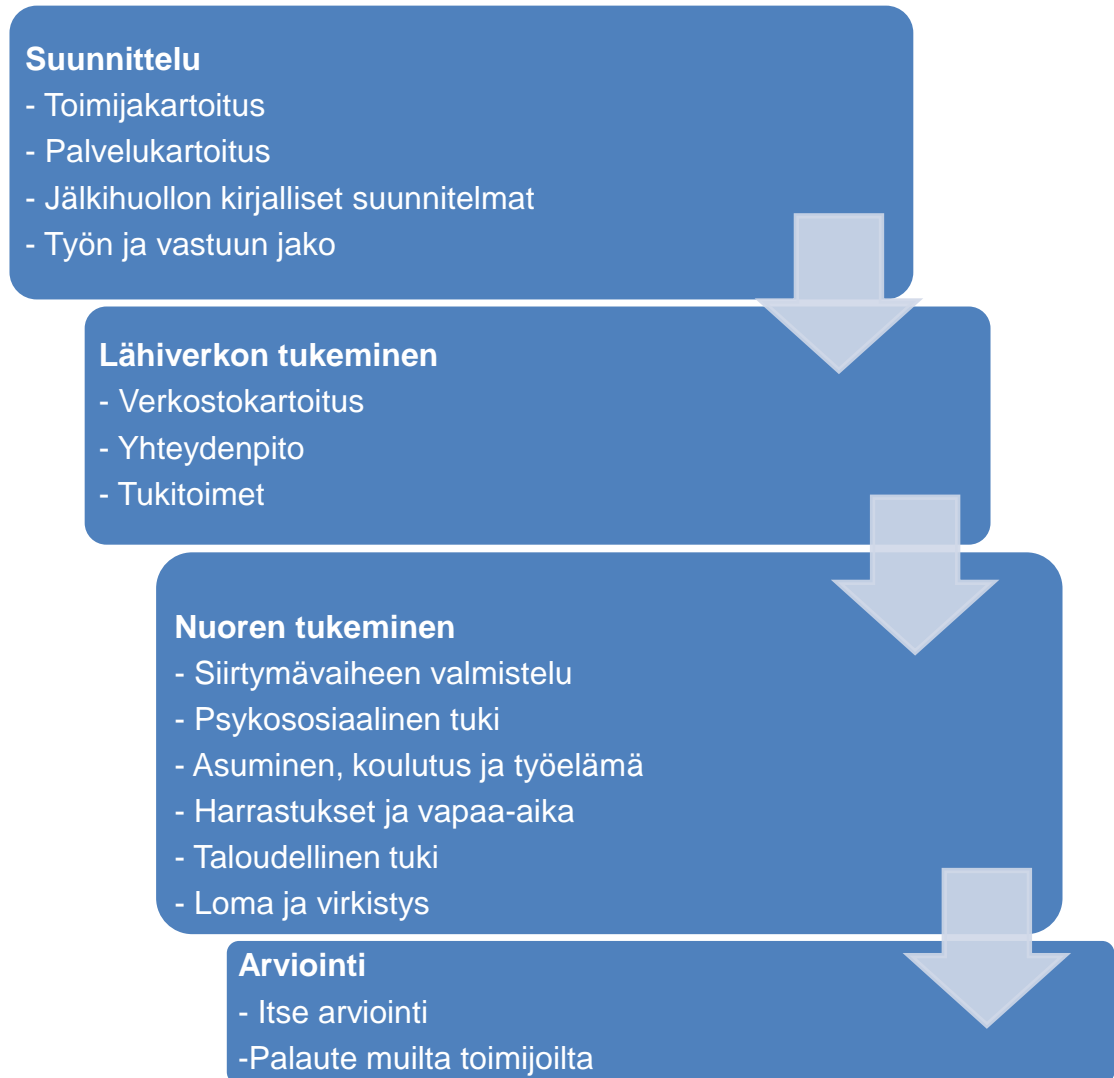 Suunnittelu
- Toimijakartoitus
- Palvelukartoitus
- Jälkihuollon kirjalliset suunnitelmat
- Työn ja vastuun jako
Lähiverkon tukeminen
- Verkostokartoitus
- Yhteydenpito
- Tukitoimet
Nuoren tukeminen
- Siirtymävaiheen valmistelu
- Psykososiaalinen tuki
- Asuminen, koulutus ja työelämä
- Harrastukset ja vapaa-aika
- Taloudellinen tuki
- Loma ja virkistys
Arviointi
- Itse arviointi
-Palaute muilta toimijoilta